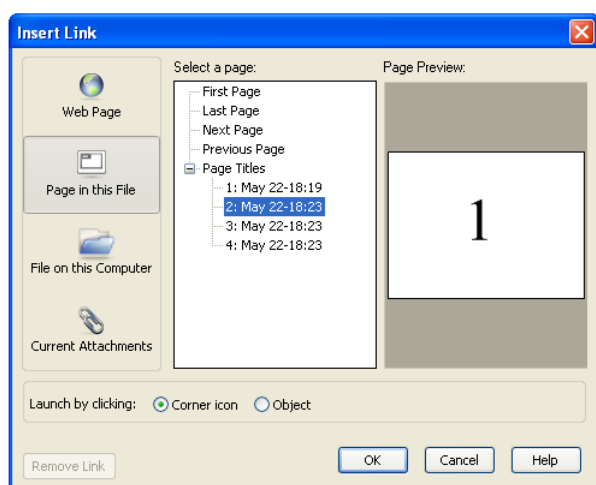 Insert Link
Web Page
Page in this File
File on this Computer
Current Attachments
Select a page:
First Page
Last Page
Next Page
Previous Page
Page Titles
1: May 22-18:19
2: May 22-18:23
3: May 22-18:23
4: May 22-18:23
Page Preview:
1
Launch by clicking: Corner icon Object
Remove Link OK Cancel Help